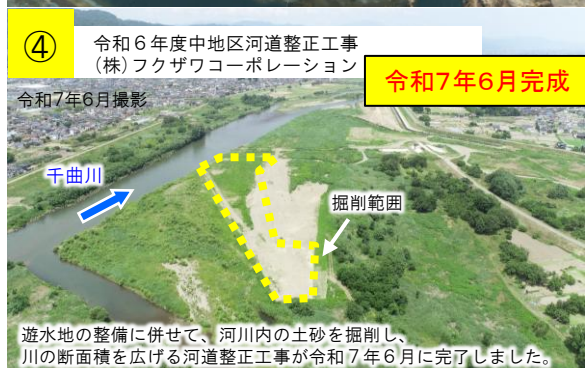 ④
令和6年度中地区河道整正工事
(株)フクザワコーポレーション
令和7年6月完成
令和7年6月撮影
千曲川
掘削範囲
遊水地の整備に併せて、河川内の土砂を掘削し、
川の断面積を広げる河道整正工事が令和7年6月に完了しました。